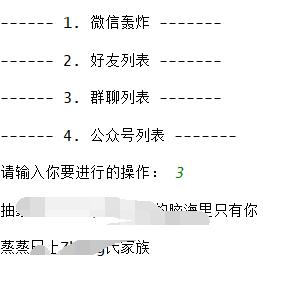 ------ 1. 微信轰炸 -------
------ 2. 好友列表 -------
------ 3. 群聊列表 -------
------ 4. 公众号列表 -------
请输入你要进行的操作： 3
抽 的脑海里只有你
蒸蒸日上 氏家族